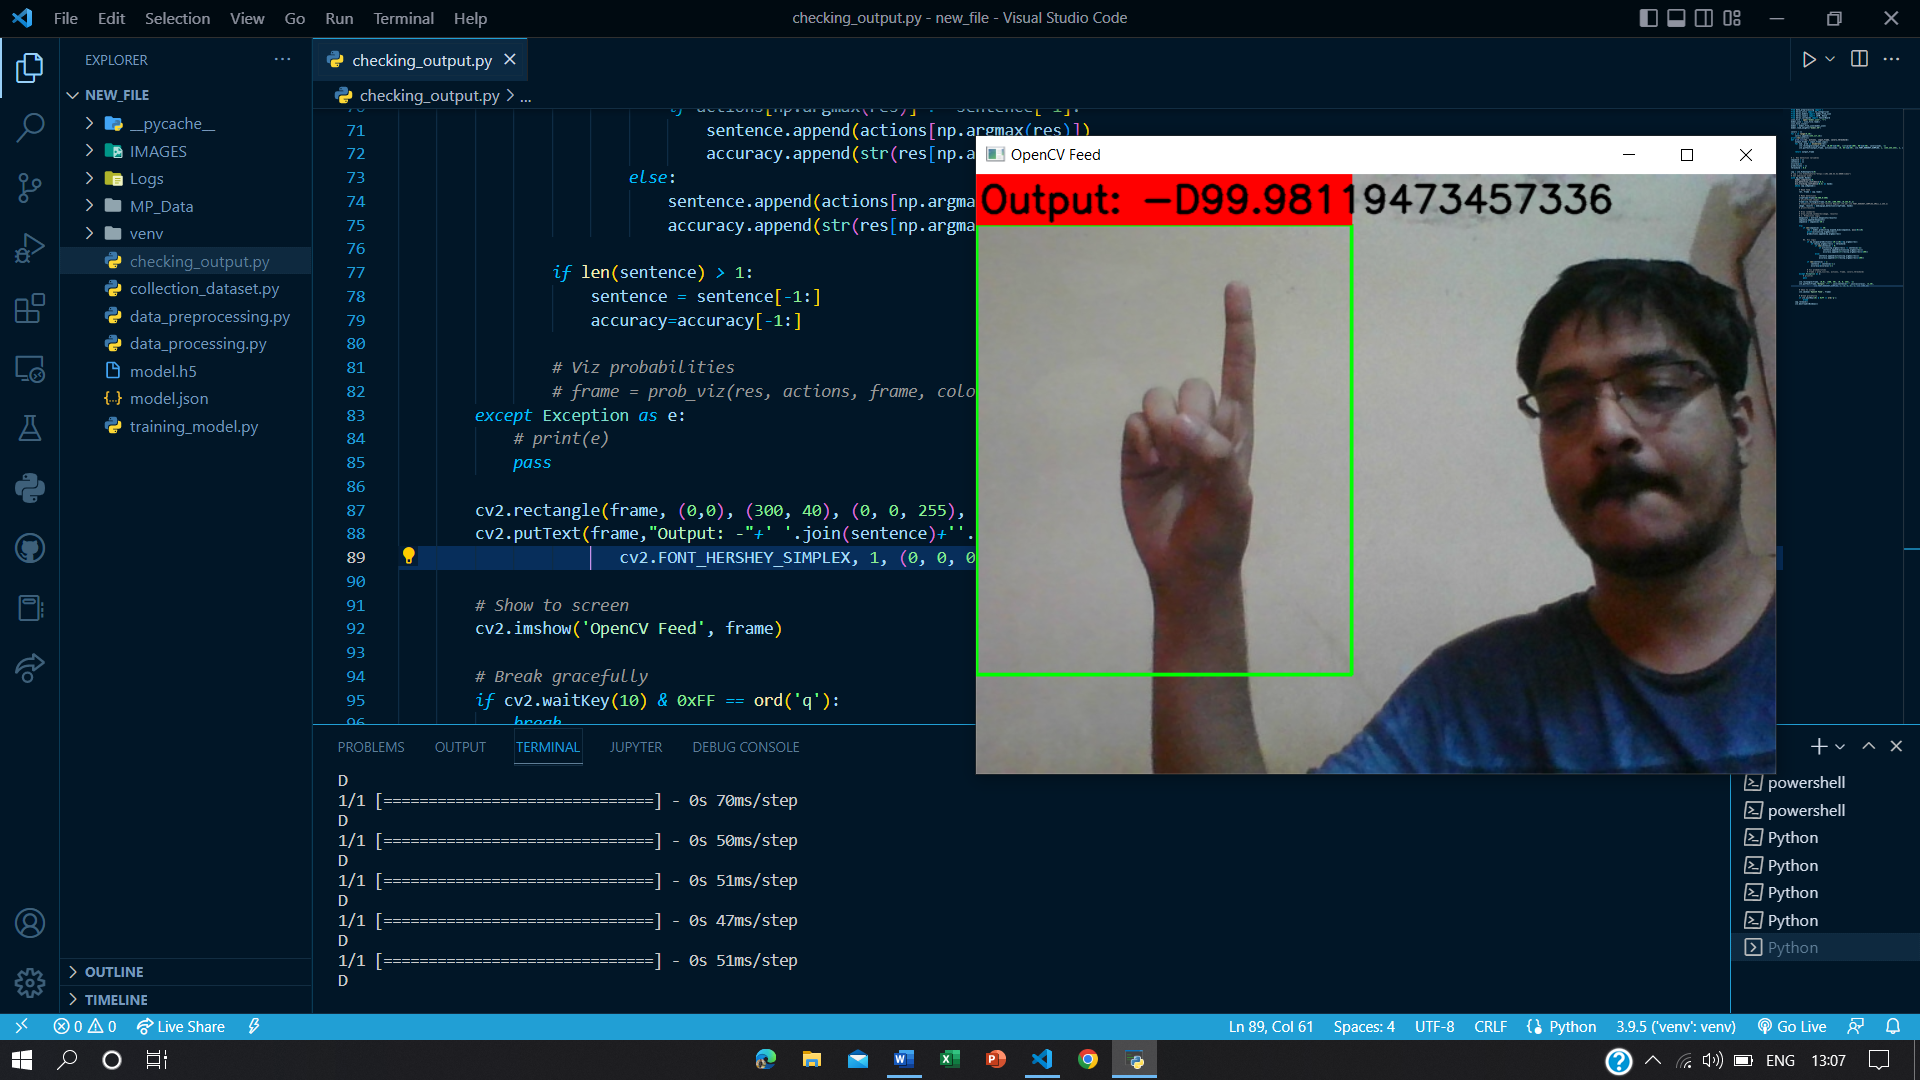 File Edit Selection View Go Run Terminal Help
checking_output.py - new_file - Visual Studio Code
EXPLORER
NEW_FILE
__pycache__
IMAGES
Logs
MP_Data
venv
checking_output.py
collection_dataset.py
data_preprocessing.py
data_processing.py
model.h5
model.json
training_model.py
OUTLINE
TIMELINE
checking_output.py
checking_output.py > ...
71 sentence.append(actions[np.argmax(res)])
72 accuracy.append(str(res[np.a
73 else:
74 sentence.append(actions[np.argma
75 accuracy.append(str(res[np.argma
76
77 if len(sentence) > 1:
78 sentence = sentence[-1:]
79 accuracy=accuracy[-1:]
80
81 # Viz probabilities
82 # frame = prob_viz(res, actions, frame, colo
83 except Exception as e:
84 # print(e)
85 pass
86
87 cv2.rectangle(frame, (0,0), (300, 40), (0, 0, 255),
88 cv2.putText(frame,"Output: -"+' '.join(sentence)+''.
89 cv2.FONT_HERSHEY_SIMPLEX, 1, (0, 0, 0
90
91 # Show to screen
92 cv2.imshow('OpenCV Feed', frame)
93
94 # Break gracefully
95 if cv2.waitKey(10) & 0xFF == ord('q'):
96 break
OpenCV Feed
Output: -D99.98119473457336
PROBLEMS OUTPUT TERMINAL JUPYTER DEBUG CONSOLE
D
1/1 [==============================] - 0s 70ms/step
D
1/1 [==============================] - 0s 50ms/step
D
1/1 [==============================] - 0s 51ms/step
D
1/1 [==============================] - 0s 47ms/step
D
1/1 [==============================] - 0s 51ms/step
D
powershell
powershell
Python
Python
Python
Python
Python
0 0 Live Share
Ln 89, Col 61 Spaces: 4 UTF-8 CRLF Python 3.9.5 ('venv': venv) Go Live
ENG 13:07